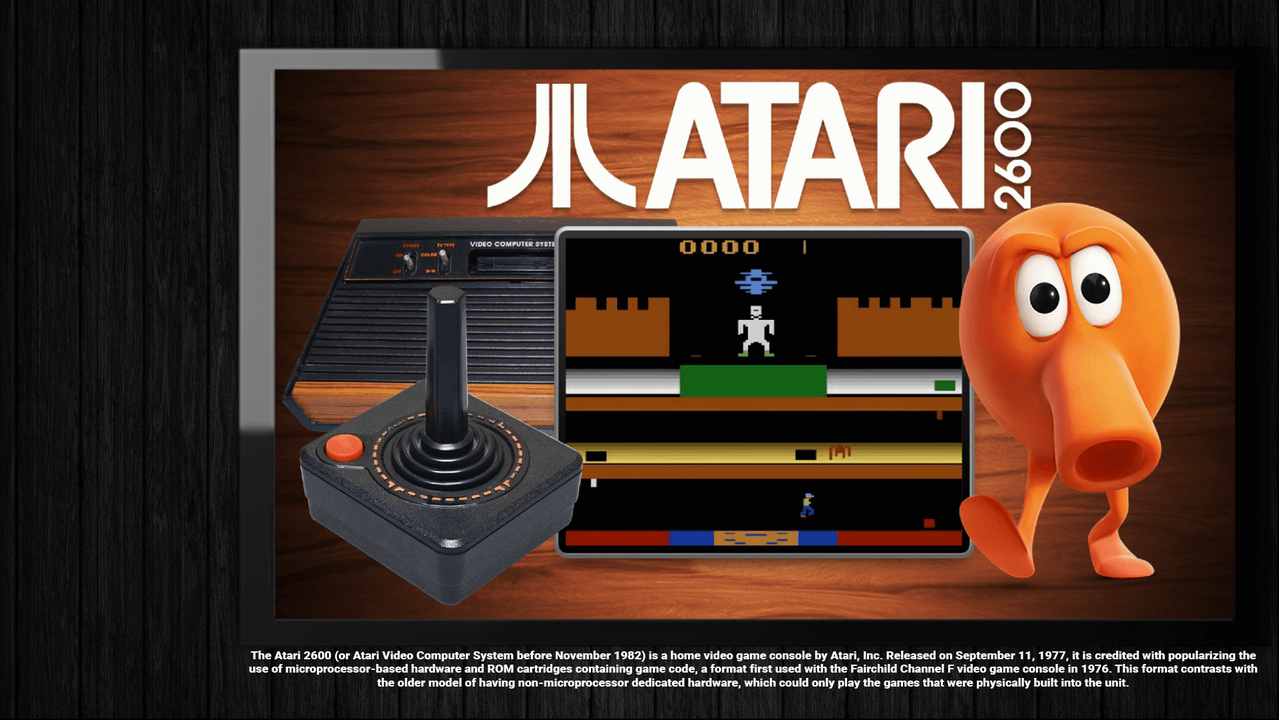 ATARI 2600
POWER
TV TYPE
VIDEO COMPUTER SYSTE
ON
COLOR
OFF
B-W
0000 1
The Atari 2600 (or Atari Video Computer System before November 1982) is a home video game console by Atari, Inc. Released on September 11, 1977, it is credited with popularizing the
use of microprocessor-based hardware and ROM cartridges containing game code, a format first used with the Fairchild Channel F video game console in 1976. This format contrasts with
the older model of having non-microprocessor dedicated hardware, which could only play the games that were physically built into the unit.